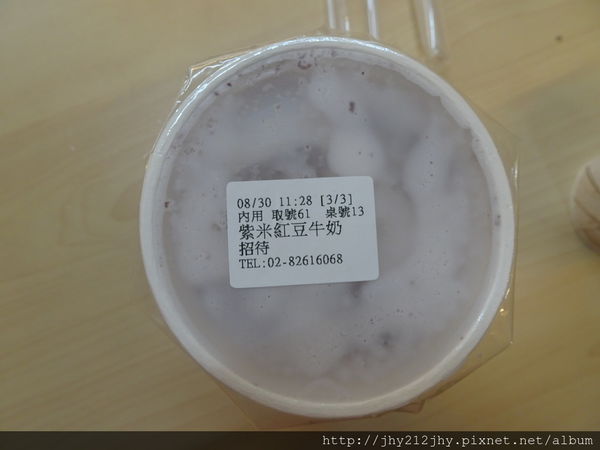 08/30 11:28 [3/3]
內用 取號61 桌號13
紫米紅豆牛奶
招待
TEL:02-82616068
http://jhy212jhy.pixnet.net/album